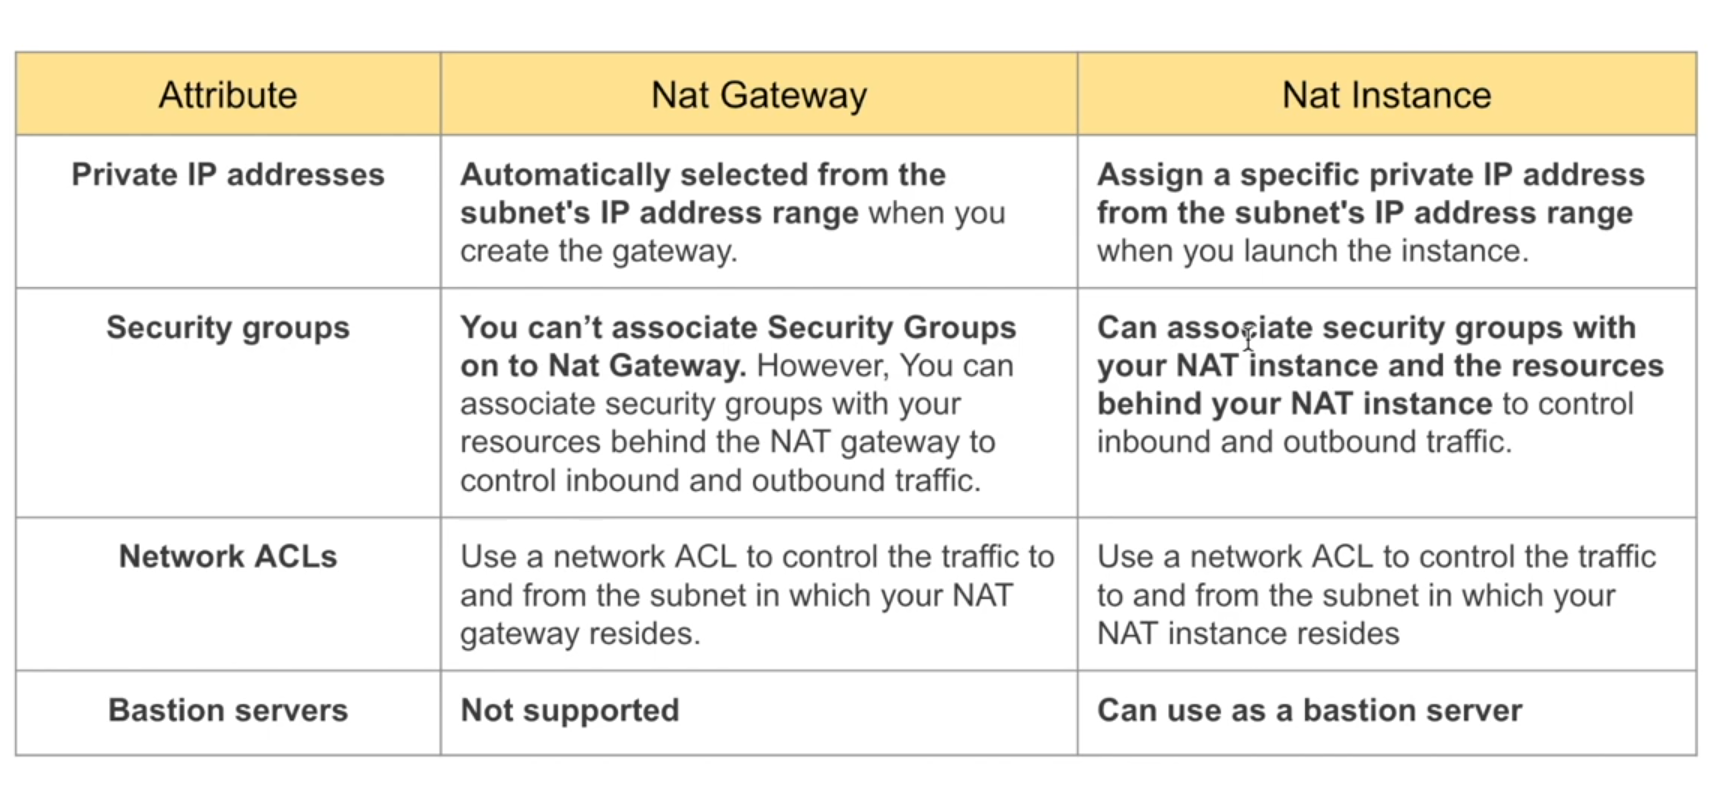 Attribute
Nat Gateway
Nat Instance
Private IP addresses
Automatically selected from the
subnet's IP address range when you
create the gateway.
Assign a specific private IP address
from the subnet's IP address range
when you launch the instance.
Security groups
You can’t associate Security Groups
on to Nat Gateway. However, You can
associate security groups with your
resources behind the NAT gateway to
control inbound and outbound traffic.
Can associate security groups with
your NAT instance and the resources
behind your NAT instance to control
inbound and outbound traffic.
Network ACLs
Use a network ACL to control the traffic to
and from the subnet in which your NAT
gateway resides.
Use a network ACL to control the traffic
to and from the subnet in which your
NAT instance resides
Bastion servers
Not supported
Can use as a bastion server